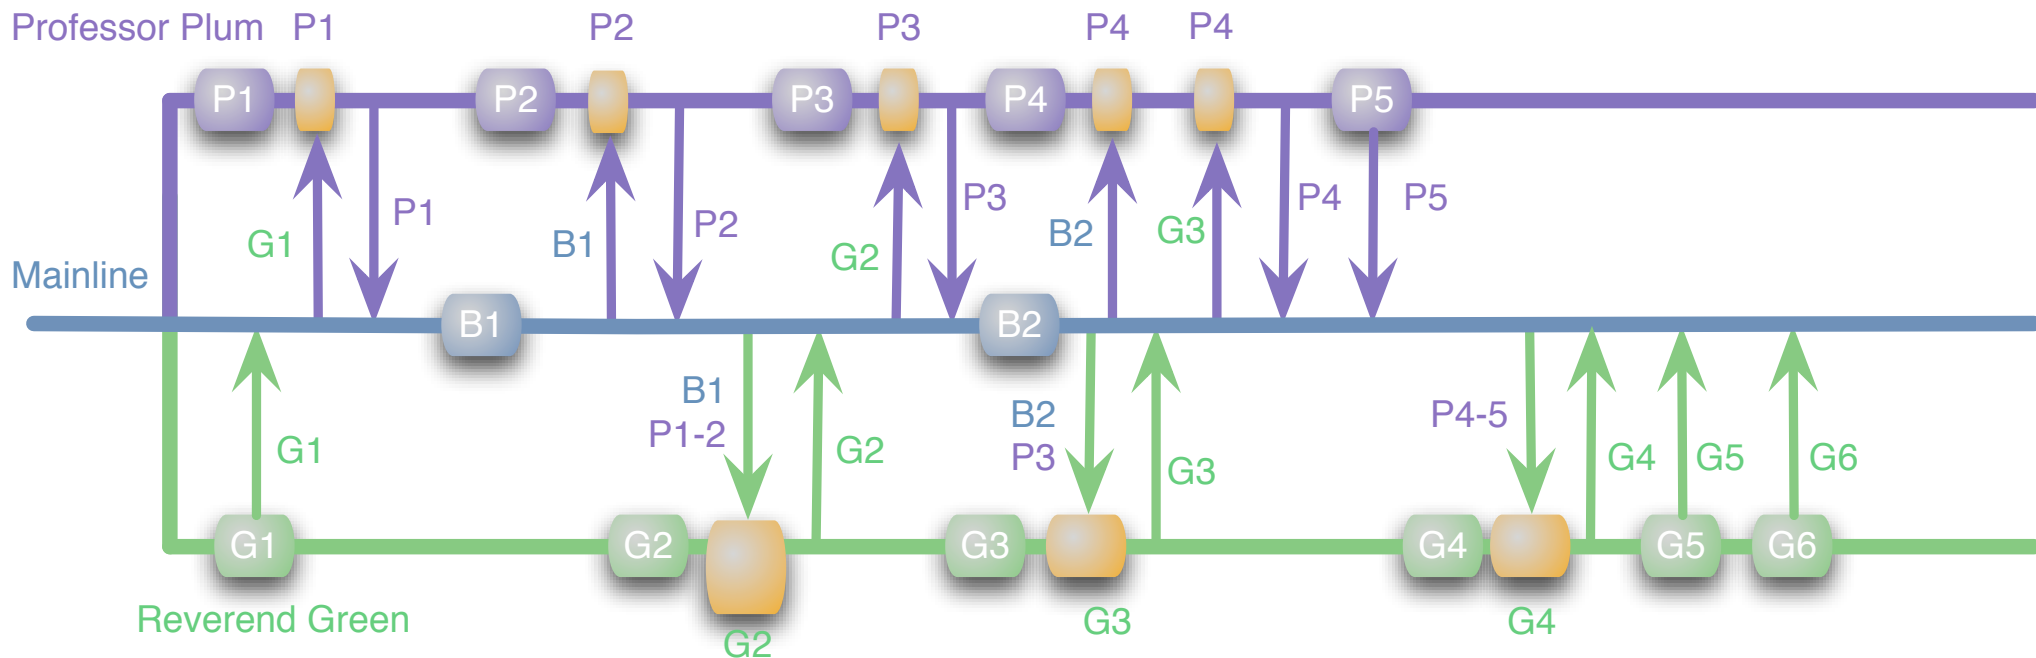 Professor Plum P1 P2 P3 P4 P4
P1 P2 P3 P4 P5
G1 P1 B1 P2 G2 P3 B2 G3 P4 P5
Mainline
B1 B2
G1
B1
P1-2
G2
B2
P3
G3
P4-5
G4 G5 G6
G1 G2 G3 G4 G5 G6
Reverend Green
G2 G3 G4